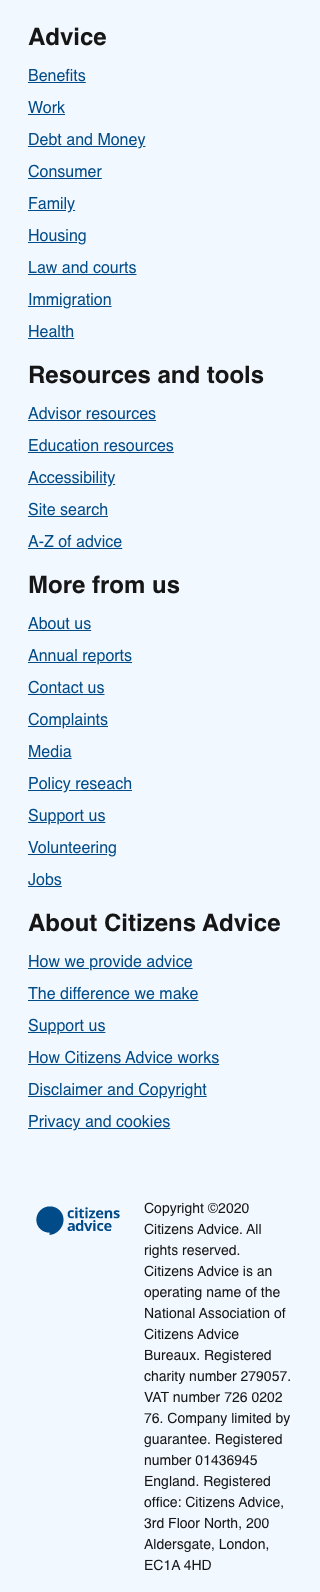 Advice
Benefits
Work
Debt and Money
Consumer
Family
Housing
Law and courts
Immigration
Health
Resources and tools
Advisor resources
Education resources
Accessibility
Site search
A-Z of advice
More from us
About us
Annual reports
Contact us
Complaints
Media
Policy reseach
Support us
Volunteering
Jobs
About Citizens Advice
How we provide advice
The difference we make
Support us
How Citizens Advice works
Disclaimer and Copyright
Privacy and cookies
citizens
advice
Copyright ©2020
Citizens Advice. All
rights reserved.
Citizens Advice is an
operating name of the
National Association of
Citizens Advice
Bureaux. Registered
charity number 279057.
VAT number 726 0202
76. Company limited by
guarantee. Registered
number 01436945
England. Registered
office: Citizens Advice,
3rd Floor North, 200
Aldersgate, London,
EC1A 4HD